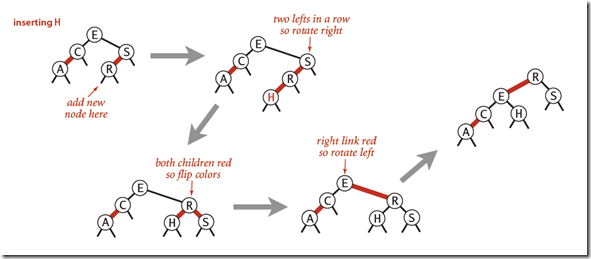 inserting H
E
C
S
A
R
add new
node here
two lefts in a row
so rotate right
E
C
S
A
R
H
both children red
so flip colors
E
C
R
A
H
S
right link red
so rotate left
E
C
R
A
H
S
R
E
S
C
H
A